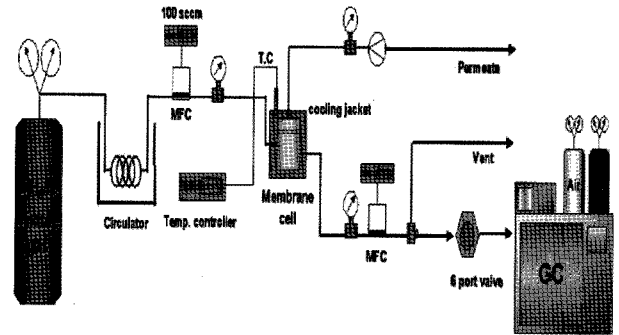 100 sccm
T.C
Permeate
MFC
cooling jacket
Vent
Air
Circulator
Temp. controller
Membrane
cell
MFC
6 port valve
GC